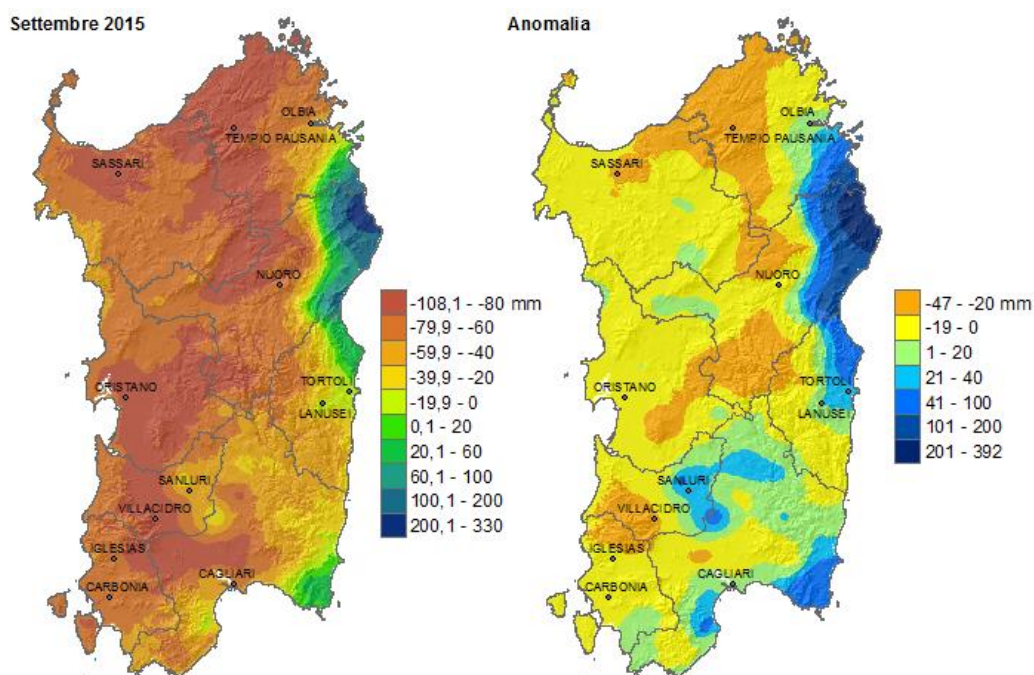 Settembre 2015
OLBIA
TEMPIO PAUSANIA
SASSARI
NUORO
ORISTANO
TORTOLI
LANUSEI
SANLURI
VILLACIDRO
IGLESIAS
CAGLIARI
CARBONIA
-108,1 - -80 mm
-79,9 - -60
-59,9 - -40
-39,9 - -20
-19,9 - 0
0,1 - 20
20,1 - 60
60,1 - 100
100,1 - 200
200,1 - 330
Anomalia
OLBIA
TEMPIO PAUSANIA
SASSARI
NUORO
ORISTANO
TORTOLI
LANUSEI
SANLURI
VILLACIDRO
IGLESIAS
CAGLIARI
CARBONIA
-47 - -20 mm
-19 - 0
1 - 20
21 - 40
41 - 100
101 - 200
201 - 392